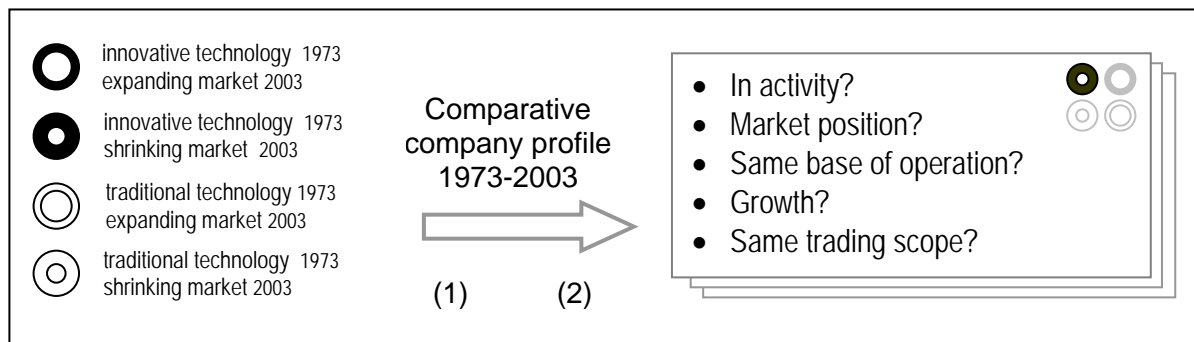 innovative technology 1973
expanding market 2003
innovative technology 1973
shrinking market 2003
traditional technology 1973
expanding market 2003
traditional technology 1973
shrinking market 2003
Comparative
company profile
1973-2003
(1) (2)
• In activity?
• Market position?
• Same base of operation?
• Growth?
• Same trading scope?